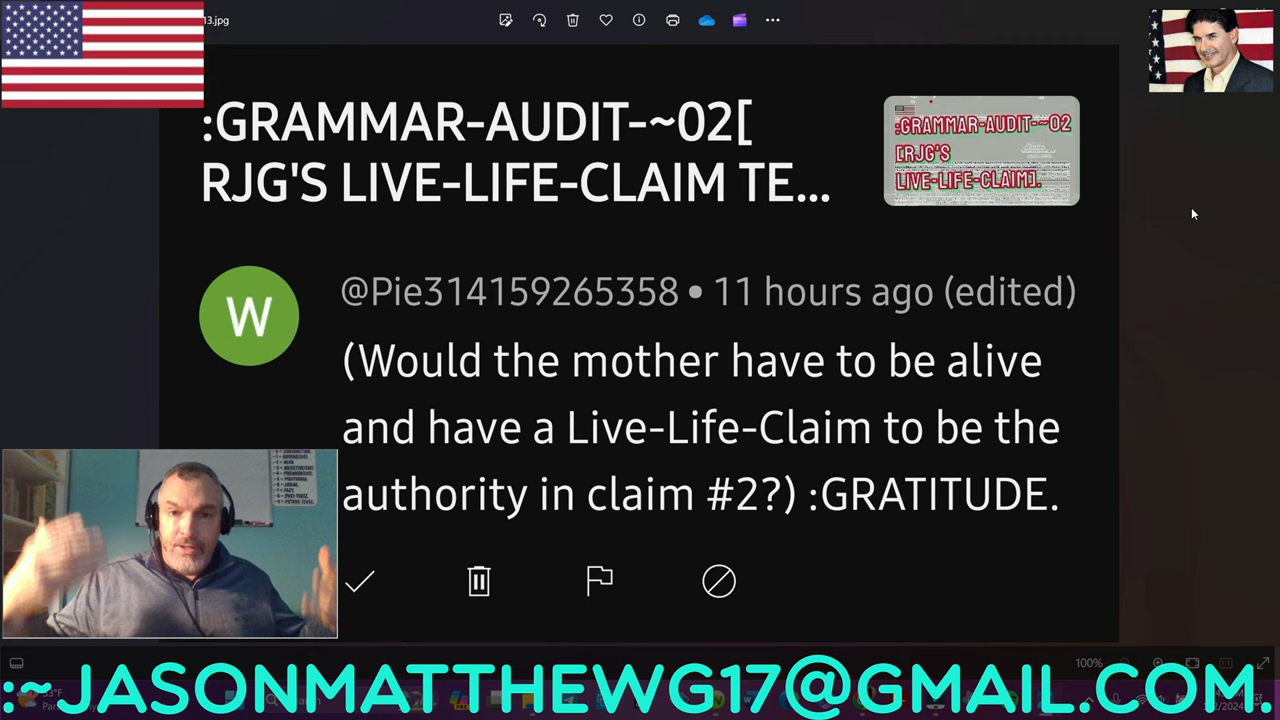 13.jpg
:GRAMMAR-AUDIT-~02[
RJG'S LIVE-LIFE-CLAIM TE...
:GRAMMAR-AUDIT-~02
[RJG'S
LIVE-LIFE-CLAIM].
W
@Pie314159265358 • 11 hours ago (edited)
(Would the mother have to be alive
and have a Live-Life-Claim to be the
authority in claim #2?) :GRATITUDE.
100%
:~ JASONMATTHEWG17@GMAIL.COM.